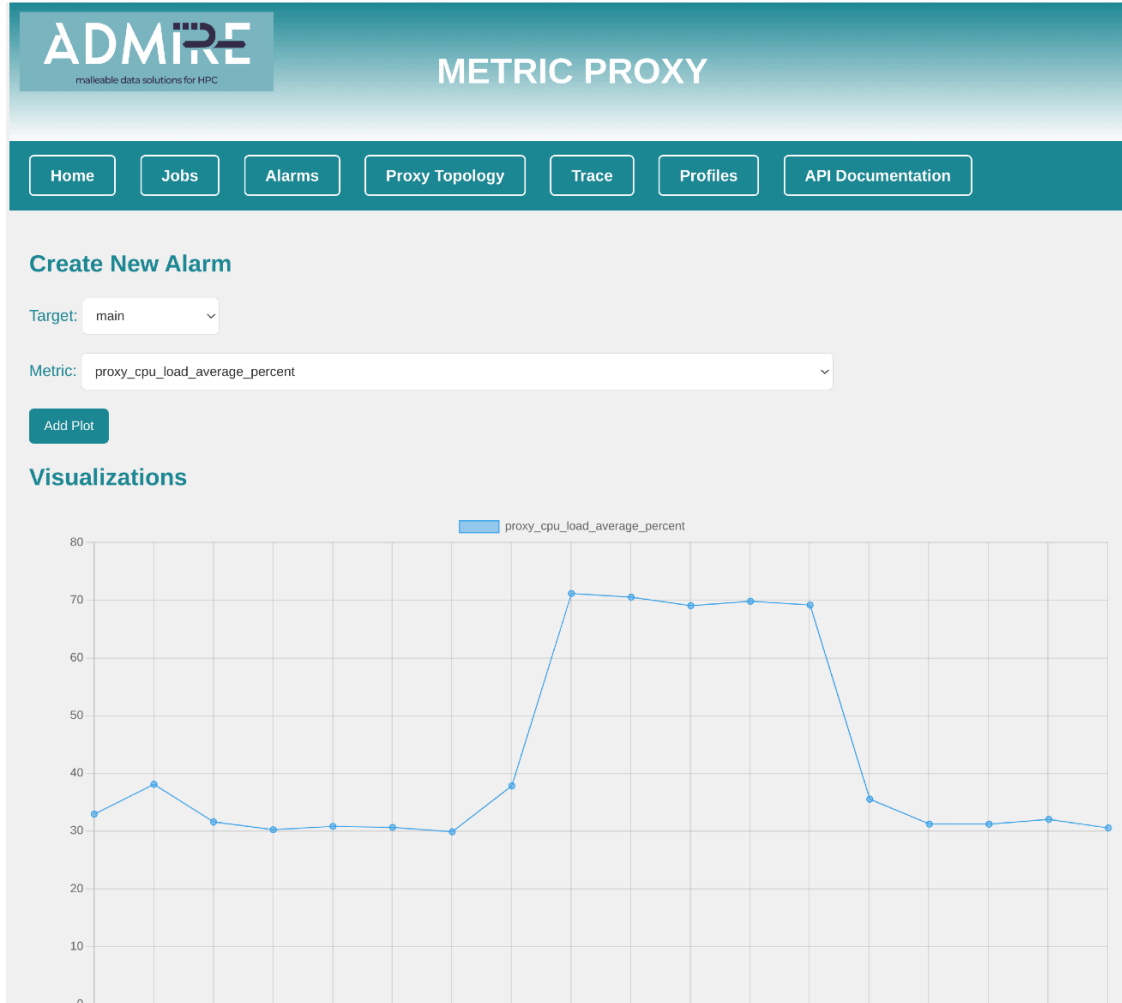 ADMIRE
malleable data solutions for HPC
METRIC PROXY
Home Jobs Alarms Proxy Topology Trace Profiles API Documentation
Create New Alarm
Target: main
Metric: proxy_cpu_load_average_percent
Add Plot
Visualizations
proxy_cpu_load_average_percent
80
70
60
50
40
30
20
10
0